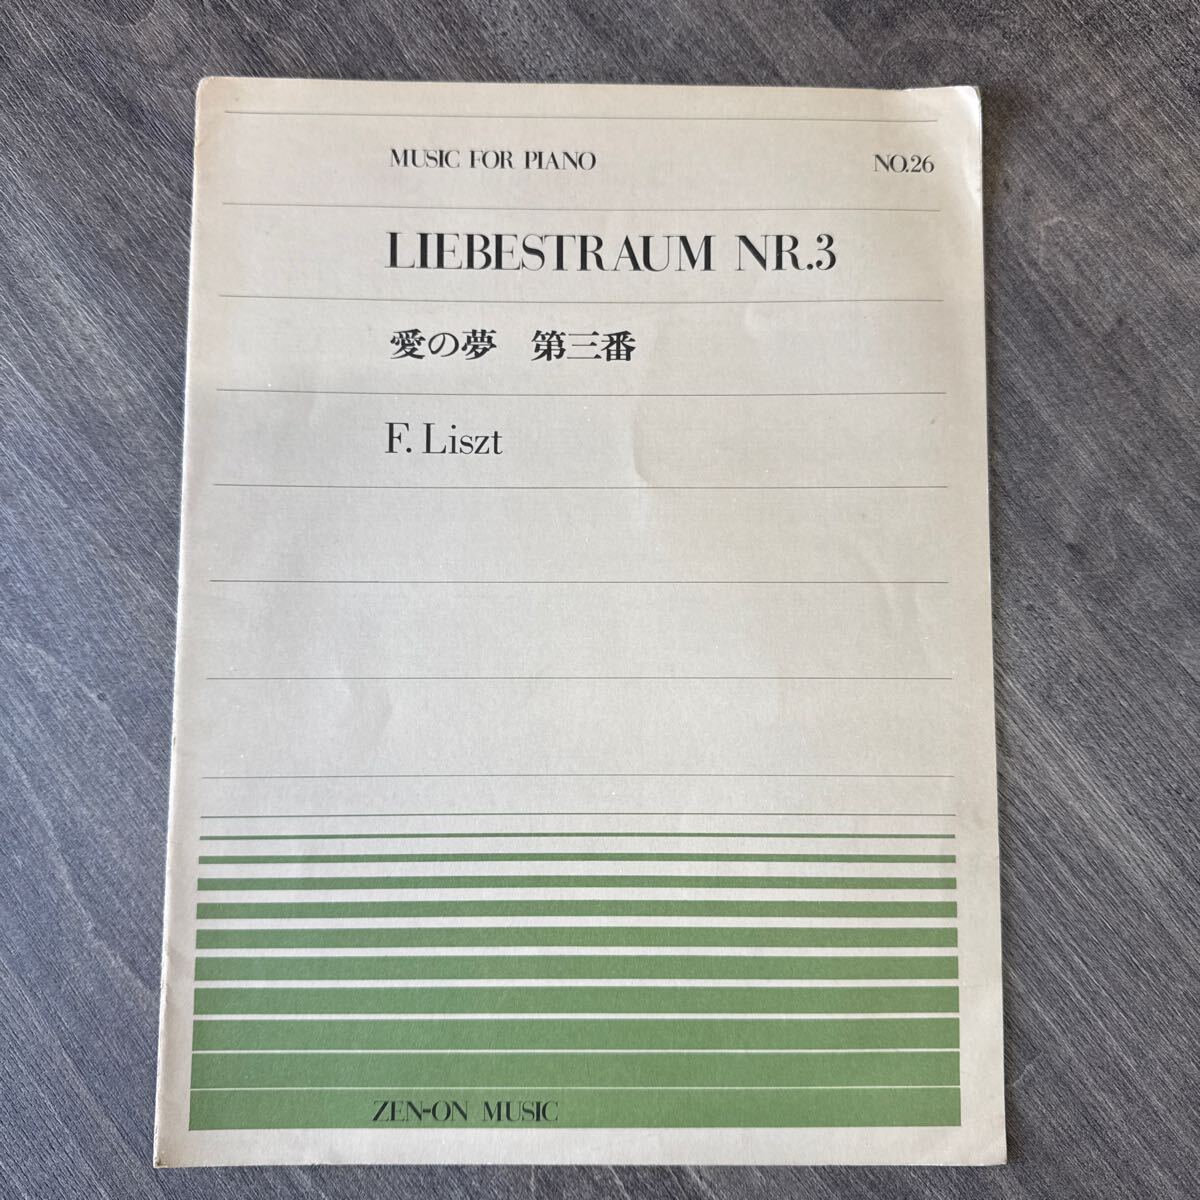 MUSIC FOR PIANO NO.26
LIEBESTRAUM NR.3
愛の夢 第三番
F. Liszt
ZEN-ON MUSIC